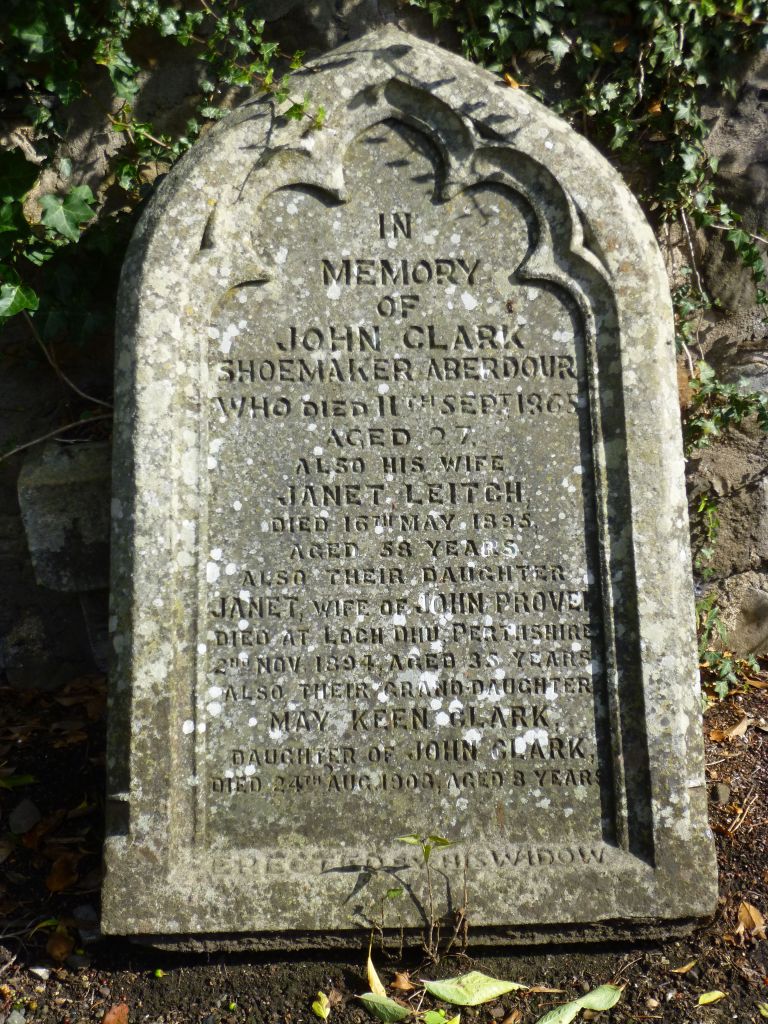 IN
MEMORY
OF
JOHN CLARK
SHOEMAKER ABERDOUR
WHO DIED 11TH SEPT. 1865
AGED 27.
ALSO HIS WIFE
JANET LEITCH,
DIED 16TH MAY 1895,
AGED 58 YEARS.
ALSO THEIR DAUGHTER
JANET, WIFE OF JOHN PROVEN
DIED AT LOCH DHU PERTHSHIRE
2ND NOV. 1894, AGED 35 YEARS
ALSO THEIR GRAND-DAUGHTER
MAY KEEN CLARK,
DAUGHTER OF JOHN CLARK,
DIED 24TH AUG. 1903, AGED 8 YEARS
ERECTED BY HIS WIDOW